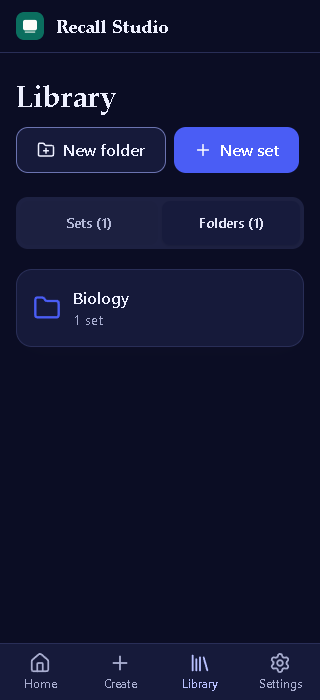 Recall Studio
Library
New folder
New set
Sets (1)
Folders (1)
Biology
1 set
Home
Create
Library
Settings